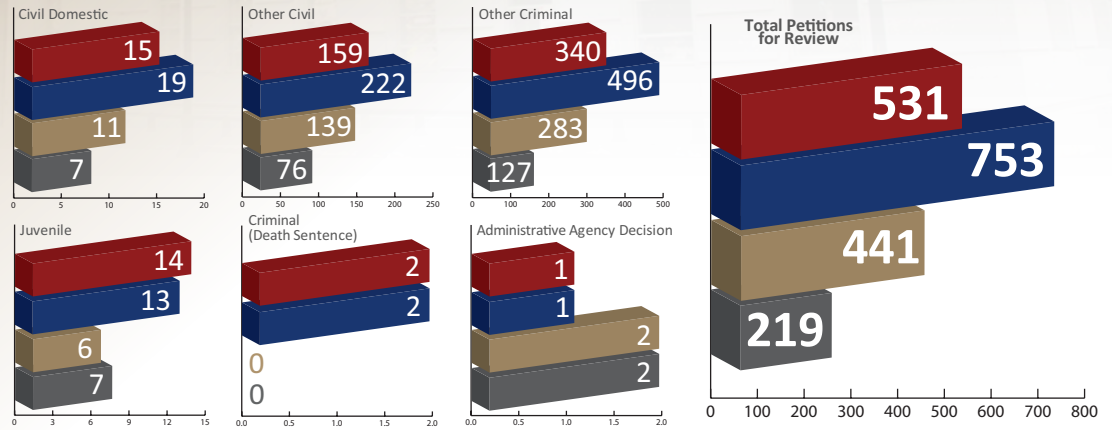 Civil Domestic
15
19
11
7
0 5 10 15 20
Other Civil
159
222
139
76
0 50 100 150 200 250
Other Criminal
340
496
283
127
0 100 200 300 400 500
Juvenile
14
13
6
7
0 3 6 9 12 15
Criminal
(Death Sentence)
2
2
0
0
0.0 0.5 1.0 1.5 2.0
Administrative Agency Decision
1
1
2
2
0.0 0.5 1.0 1.5 2.0
Total Petitions
for Review
531
753
441
219
0 100 200 300 400 500 600 700 800